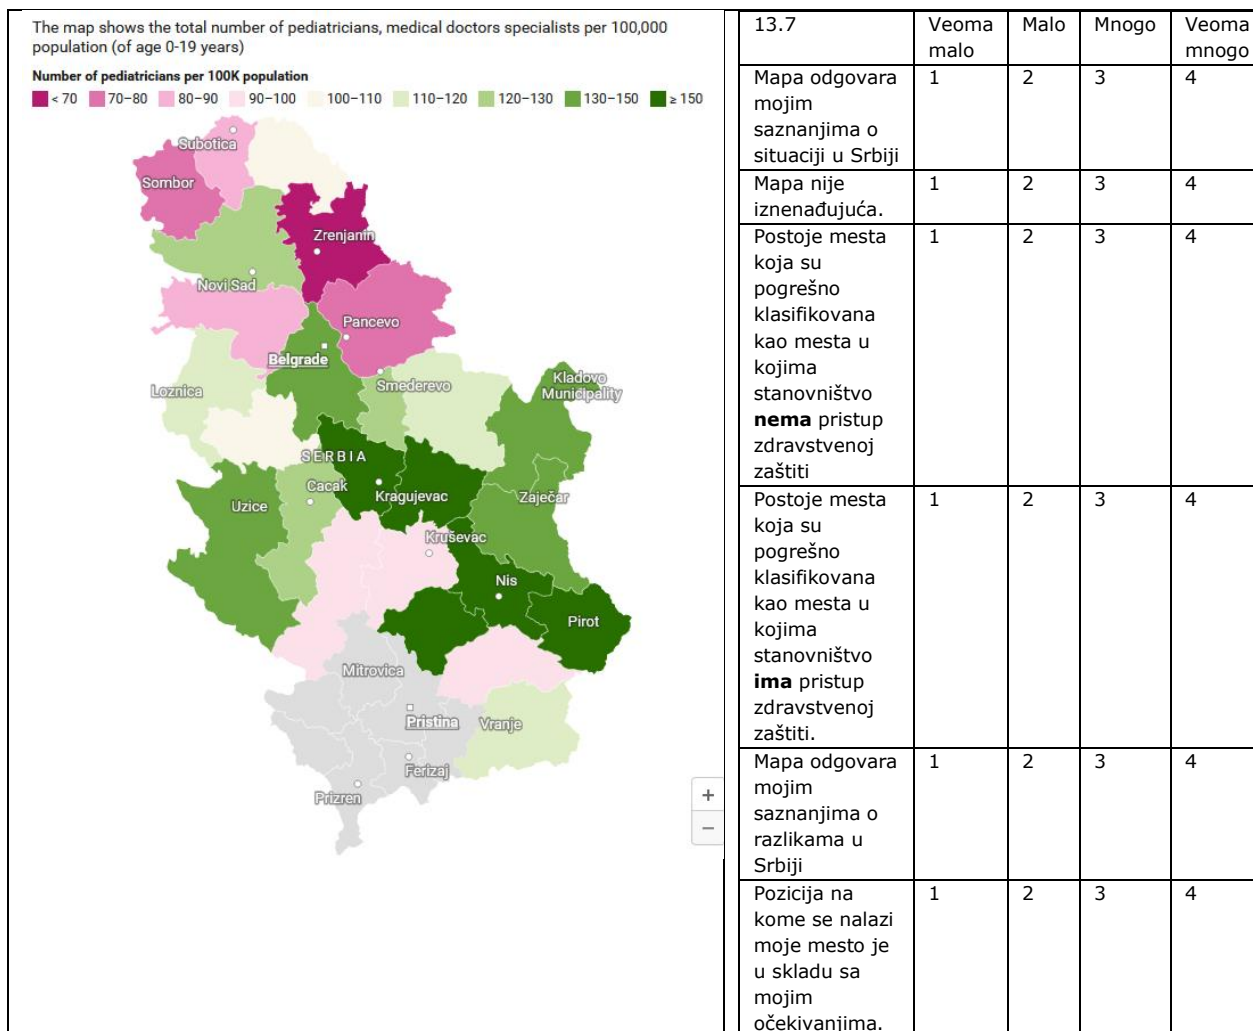 The map shows the total number of pediatricians, medical doctors specialists per 100,000
population (of age 0-19 years)
Number of pediatricians per 100K population
< 70 70–80 80–90 90–100 100–110 110–120 120–130 130–150 ≥ 150
Subotica
Sombor
Zrenjanin
Novi Sad
Pancevo
Belgrade
Smederevo
Kladovo
Municipality
Loznica
SERBIA
Cacak
Kragujevac
Uzice
Zaječar
Kruševac
Nis
Pirot
Mitrovica
Pristina
Vranje
Ferizaj
Prizren
+
−
13.7 Veoma Malo Mnogo Veoma
malo mnogo
Mapa odgovara 1 2 3 4
mojim
saznanjima o
situaciji u Srbiji
Mapa nije 1 2 3 4
iznenađujuća.
Postoje mesta 1 2 3 4
koja su
pogrešno
klasifikovana
kao mesta u
kojima
stanovništvo
nema pristup
zdravstvenoj
zaštiti
Postoje mesta 1 2 3 4
koja su
pogrešno
klasifikovana
kao mesta u
kojima
stanovništvo
ima pristup
zdravstvenoj
zaštiti.
Mapa odgovara 1 2 3 4
mojim
saznanjima o
razlikama u
Srbiji
Pozicija na 1 2 3 4
kome se nalazi
moje mesto je
u skladu sa
mojim
očekivanjima.